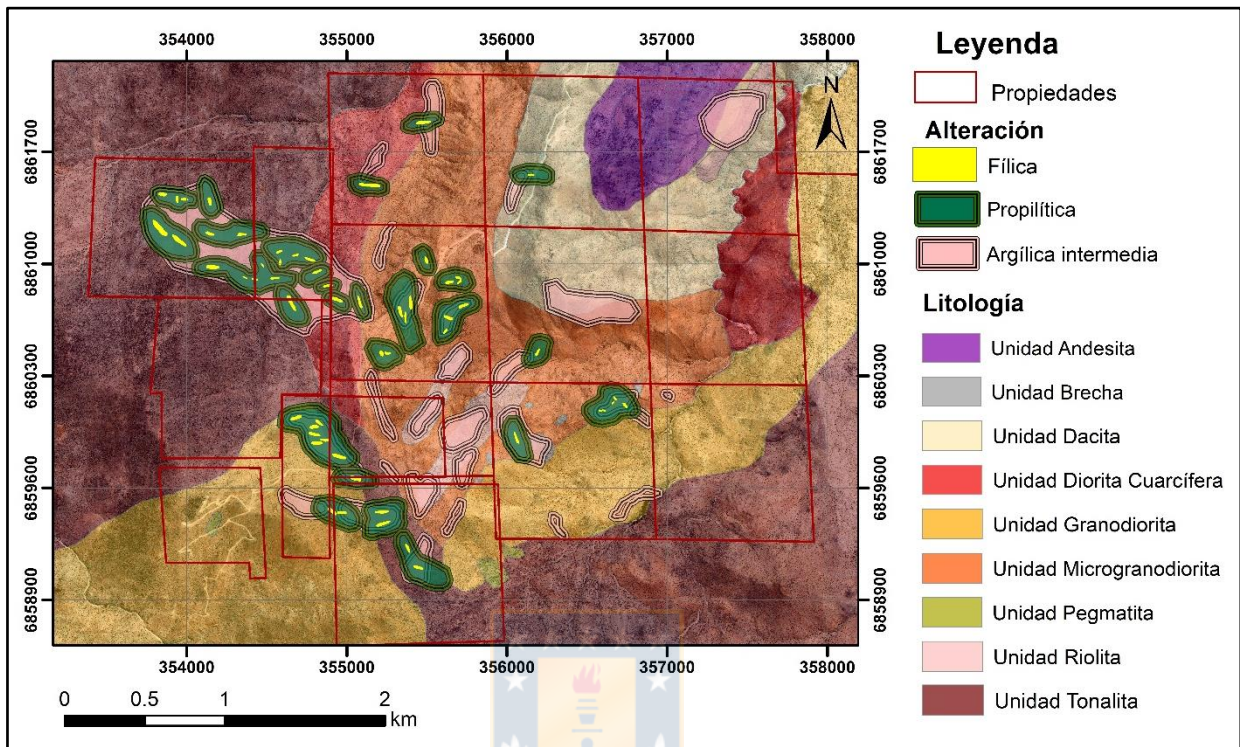 354000 355000 356000 357000 358000
6861700 6861700
6861000 6861000
6860300 6860300
6859600 6859600
6858900 6858900
354000 355000 356000 357000 358000
N
0 0.5 1 2
km
Leyenda
Propiedades
Alteración
Fílica
Propilítica
Argílica intermedia
Litología
Unidad Andesita
Unidad Brecha
Unidad Dacita
Unidad Diorita Cuarcífera
Unidad Granodiorita
Unidad Microgranodiorita
Unidad Pegmatita
Unidad Riolita
Unidad Tonalita